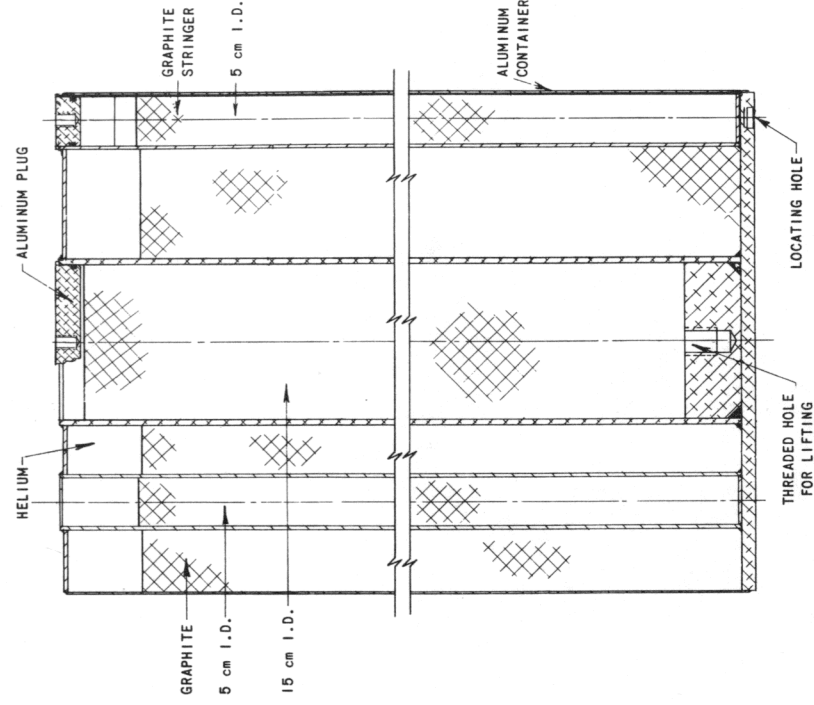 GRAPHITE
STRINGER
5 cm I.D.
ALUMINUM
CONTAINER
ALUMINUM PLUG
LOCATING HOLE
HELIUM
THREADED HOLE
FOR LIFTING
GRAPHITE
5 cm I.D.
15 cm I.D.